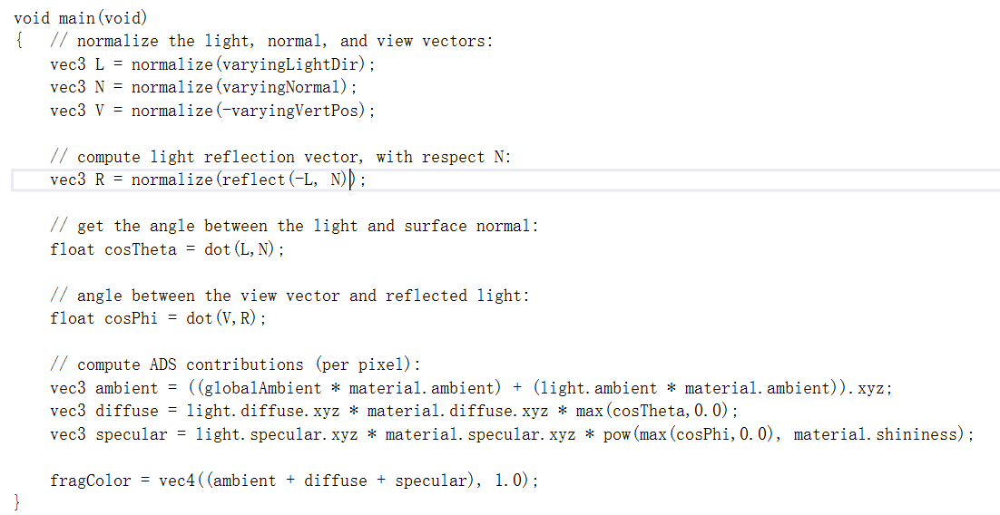 void main(void)
{   // normalize the light, normal, and view vectors:
    vec3 L = normalize(varyingLightDir);
    vec3 N = normalize(varyingNormal);
    vec3 V = normalize(-varyingVertPos);
    // compute light reflection vector, with respect N:
    vec3 R = normalize(reflect(-L, N));
    // get the angle between the light and surface normal:
    float cosTheta = dot(L,N);
    // angle between the view vector and reflected light:
    float cosPhi = dot(V,R);
    // compute ADS contributions (per pixel):
    vec3 ambient = ((globalAmbient * material.ambient) + (light.ambient * material.ambient)).xyz;
    vec3 diffuse = light.diffuse.xyz * material.diffuse.xyz * max(cosTheta,0.0);
    vec3 specular = light.specular.xyz * material.specular.xyz * pow(max(cosPhi,0.0), material.shininess);
    fragColor = vec4((ambient + diffuse + specular), 1.0);
}